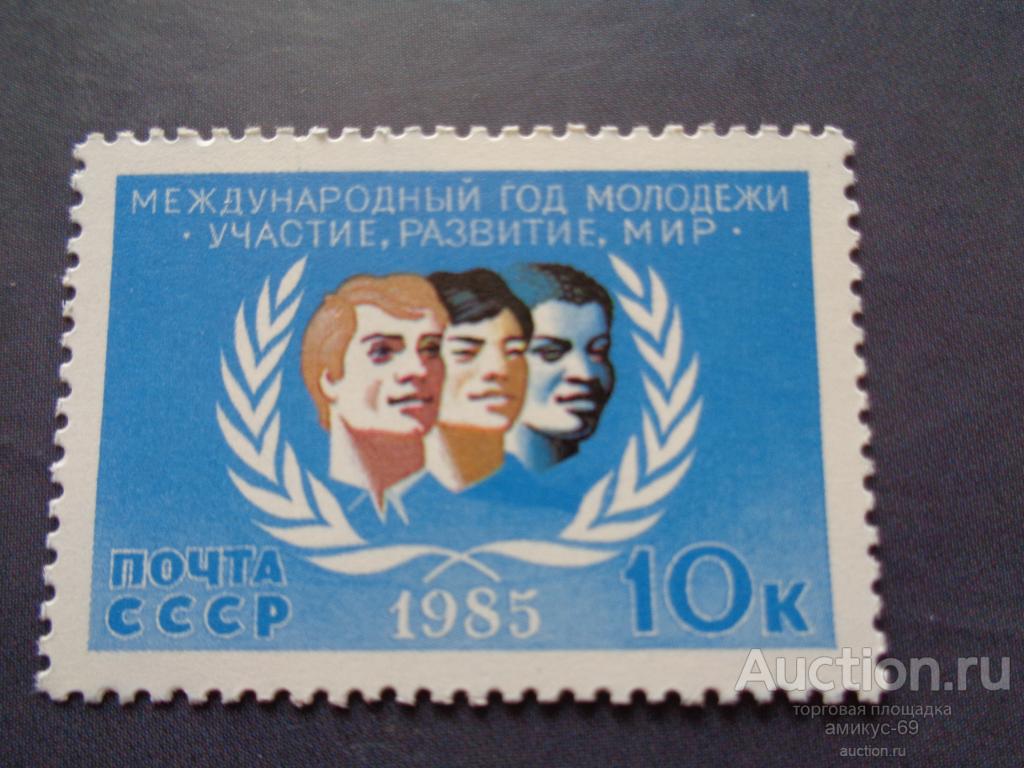 МЕЖДУНАРОДНЫЙ ГОД МОЛОДЕЖИ
· УЧАСТИЕ, РАЗВИТИЕ, МИР ·
ПОЧТА
СССР
1985
10к
Auction.ru
торговая площадка
амикус-69
auction.ru